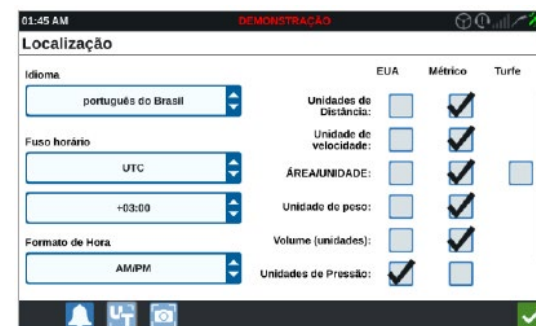 01:45 AM DEMONSTRAÇÃO
Localização
Idioma
português do Brasil
Fuso horário
UTC
+03:00
Formato de Hora
AM/PM
EUA Métrico Turfe
Unidades de
Distância:
Unidade de
velocidade:
ÁREA/UNIDADE:
Unidade de peso:
Volume (unidades):
Unidades de Pressão:
UT